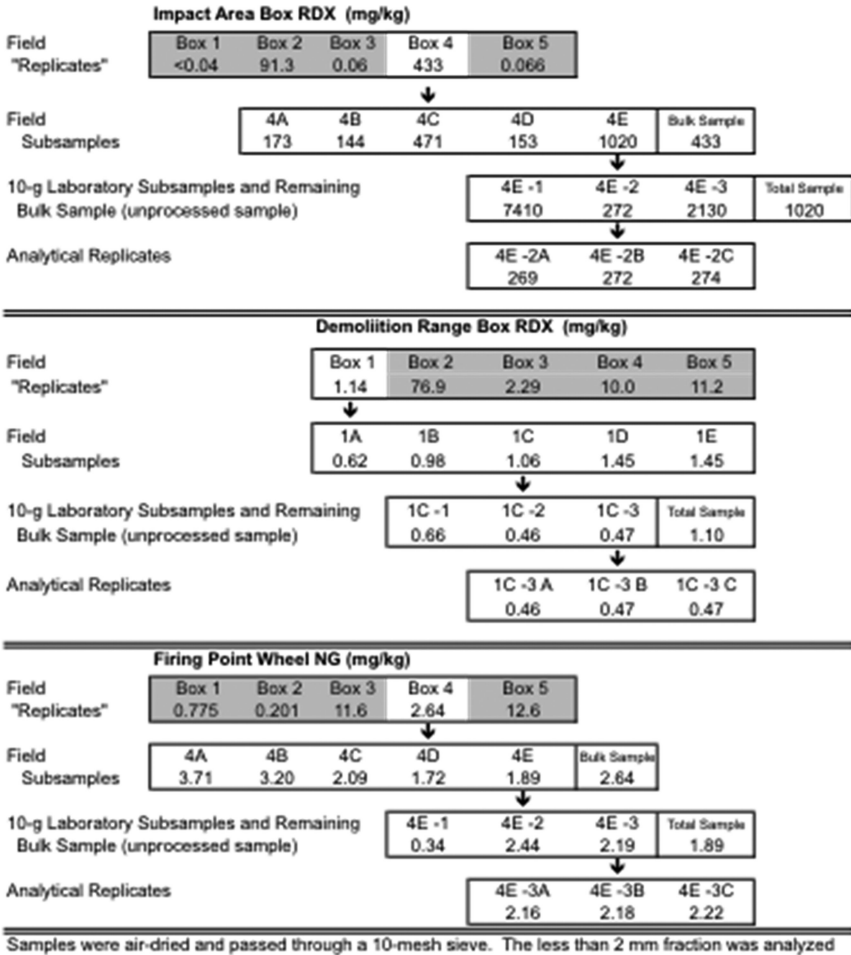 Impact Area Box RDX (mg/kg)
Field Box 1 Box 2 Box 3 Box 4 Box 5
"Replicates" <0.04 91.3 0.06 433 0.066
Field 4A 4B 4C 4D 4E Bulk Sample
Subsamples 173 144 471 153 1020 433
10-g Laboratory Subsamples and Remaining 4E -1 4E -2 4E -3 Total Sample
Bulk Sample (unprocessed sample) 7410 272 2130 1020
Analytical Replicates 4E -2A 4E -2B 4E -2C
269 272 274
Demoliition Range Box RDX (mg/kg)
Field Box 1 Box 2 Box 3 Box 4 Box 5
"Replicates" 1.14 76.9 2.29 10.0 11.2
Field 1A 1B 1C 1D 1E
Subsamples 0.62 0.98 1.06 1.45 1.45
10-g Laboratory Subsamples and Remaining 1C -1 1C -2 1C -3 Total Sample
Bulk Sample (unprocessed sample) 0.66 0.46 0.47 1.10
Analytical Replicates 1C -3 A 1C -3 B 1C -3 C
0.46 0.47 0.47
Firing Point Wheel NG (mg/kg)
Field Box 1 Box 2 Box 3 Box 4 Box 5
"Replicates" 0.775 0.201 11.6 2.64 12.6
Field 4A 4B 4C 4D 4E Bulk Sample
Subsamples 3.71 3.20 2.09 1.72 1.89 2.64
10-g Laboratory Subsamples and Remaining 4E -1 4E -2 4E -3 Total Sample
Bulk Sample (unprocessed sample) 0.34 2.44 2.19 1.89
Analytical Replicates 4E -3A 4E -3B 4E -3C
2.16 2.18 2.22
Samples were air-dried and passed through a 10-mesh sieve. The less than 2 mm fraction was analyzed